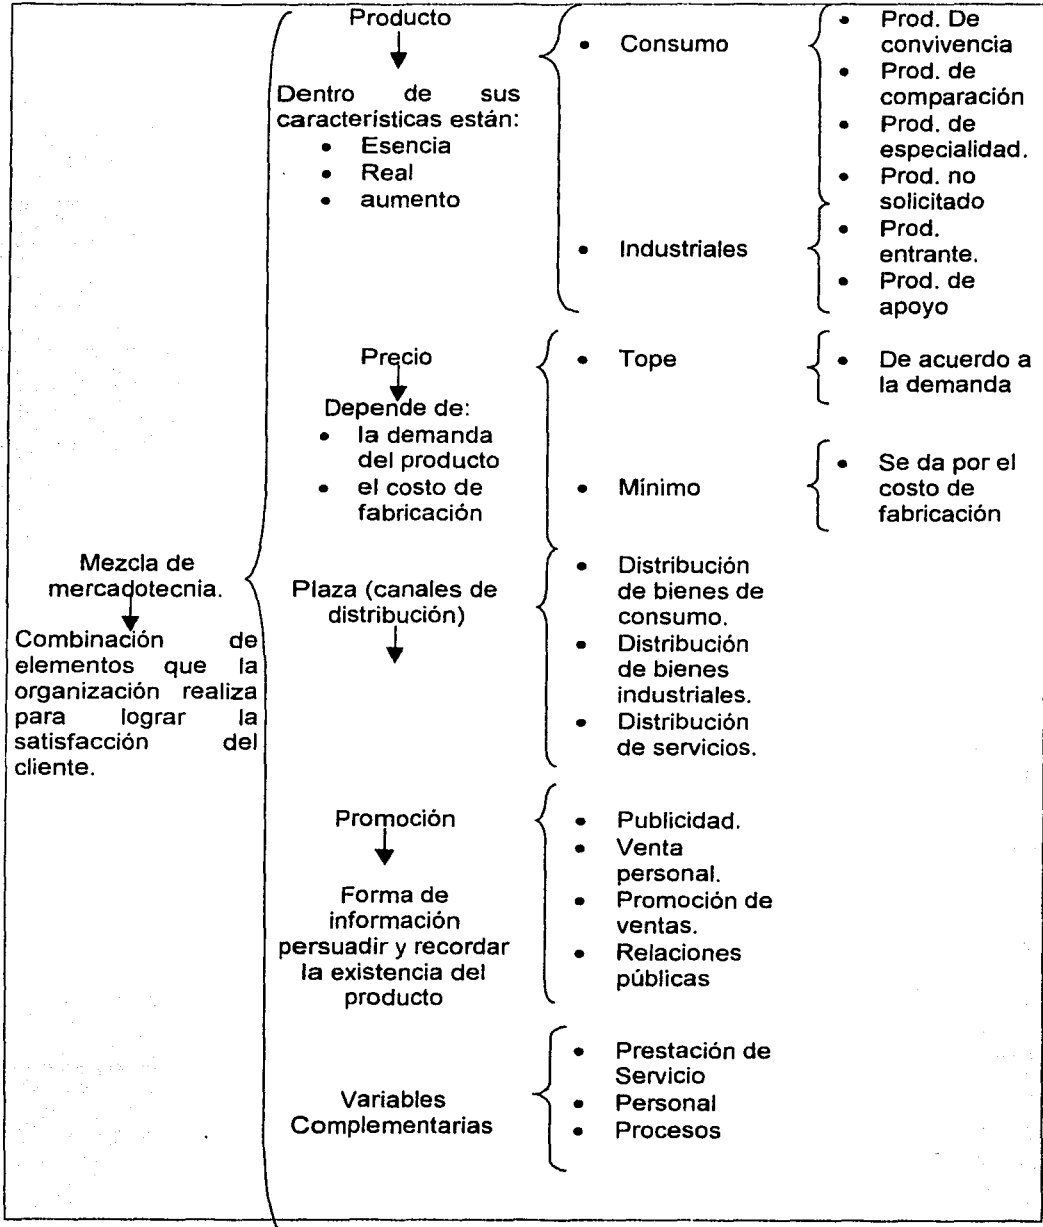 Mezcla de
mercadotecnia.
Combinación de
elementos que la
organización realiza
para lograr la
satisfacción del
cliente.
Producto
Dentro de sus
características están:
• Esencia
• Real
• aumento
• Consumo
• Prod. De
convivencia
• Prod. de
comparación
• Prod. de
especialidad.
• Prod. no
solicitado
• Industriales
• Prod.
entrante.
• Prod. de
apoyo
Precio
Depende de:
• la demanda
del producto
• el costo de
fabricación
• Tope
• De acuerdo a
la demanda
• Mínimo
• Se da por el
costo de
fabricación
Plaza (canales de
distribución)
• Distribución
de bienes de
consumo.
• Distribución
de bienes
industriales.
• Distribución
de servicios.
Promoción
Forma de
información
persuadir y recordar
la existencia del
producto
• Publicidad.
• Venta
personal.
• Promoción de
ventas.
• Relaciones
públicas
Variables
Complementarias
• Prestación de
Servicio
• Personal
• Procesos